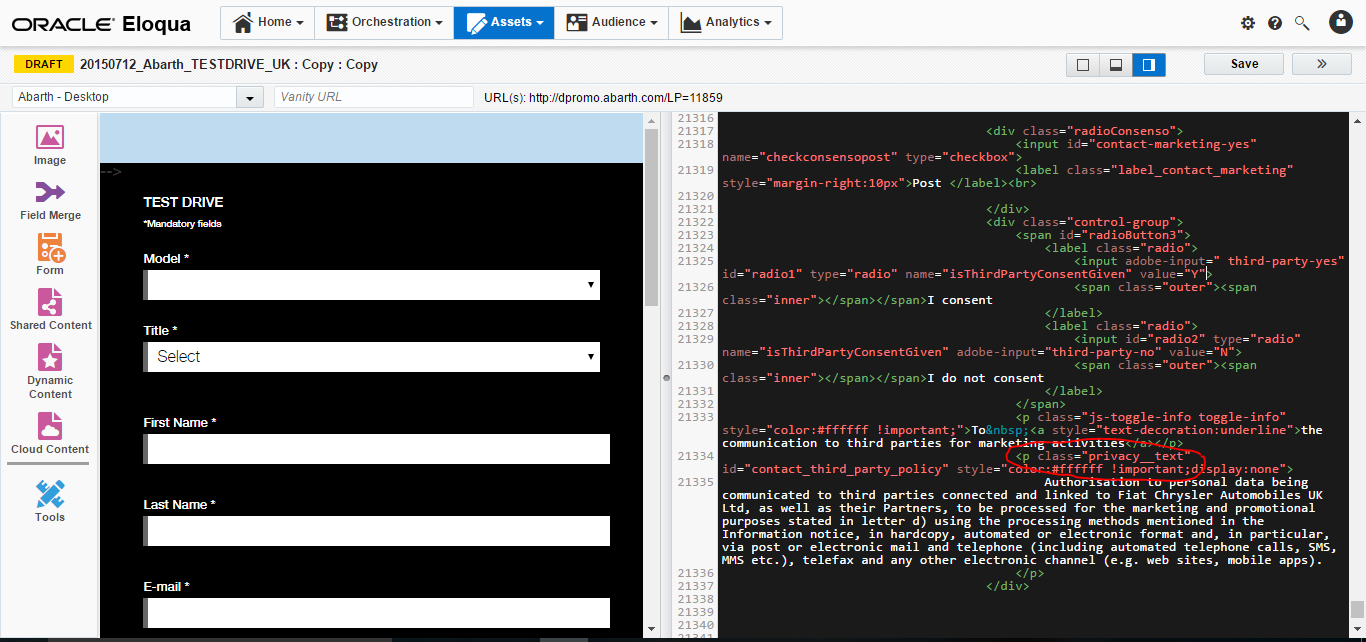 ORACLE Eloqua
Home
Orchestration
Assets
Audience
Analytics
DRAFT 20150712_Abarth_TESTDRIVE_UK : Copy : Copy
Save
»
Abarth - Desktop
Vanity URL
URL(s): http://dpromo.abarth.com/LP=11859
Image
Field Merge
Form
Shared Content
Dynamic
Content
Cloud Content
Tools
-->
TEST DRIVE
*Mandatory fields
Model *
Title *
Select
First Name *
Last Name *
E-mail *
21316
21317 <div class="radioConsenso">
21318 <input id="contact-marketing-yes"
name="checkconsensopost" type="checkbox">
21319 <label class="label_contact_marketing"
style="margin-right:10px">Post </label><br>
21320
21321 </div>
21322 <div class="control-group">
21323 <span id="radioButton3">
21324 <label class="radio">
21325 <input adobe-input=" third-party-yes"
id="radio1" type="radio" name="isThirdPartyConsentGiven" value="Y">
21326 <span class="outer"><span
class="inner"></span></span>I consent
21327 </label>
21328 <label class="radio">
21329 <input id="radio2" type="radio"
name="isThirdPartyConsentGiven" adobe-input="third-party-no" value="N">
21330 <span class="outer"><span
class="inner"></span></span>I do not consent
21331 </label>
21332 </span>
21333 <p class="js-toggle-info toggle-info"
style="color:#ffffff !important;">To&nbsp;<a style="text-decoration:underline">the
communication to third parties for marketing activities</a></p>
21334 <p class="privacy__text"
id="contact_third_party_policy" style="color:#ffffff !important;display:none">
21335 Authorisation to personal data being
communicated to third parties connected and linked to Fiat Chrysler Automobiles UK
Ltd, as well as their Partners, to be processed for the marketing and promotional
purposes stated in letter d) using the processing methods mentioned in the
Information notice, in hardcopy, automated or electronic format and, in particular,
via post or electronic mail and telephone (including automated telephone calls, SMS,
MMS etc.), telefax and any other electronic channel (e.g. web sites, mobile apps).
21336 </p>
21337 </div>
21338
21339
21340
21341